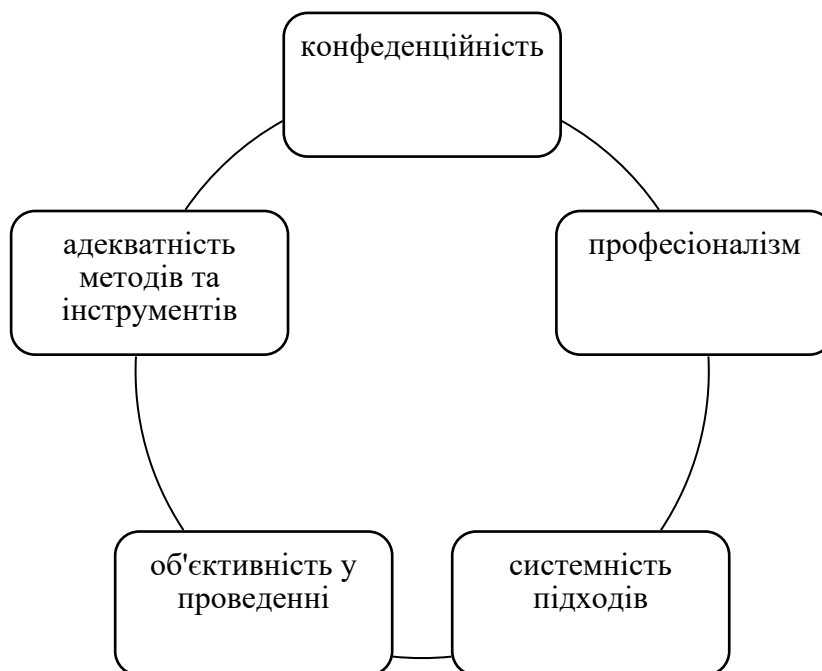 конфеденційність
адекватність
методів та
інструментів
професіоналізм
об'єктивність у
проведенні
системність
підходів